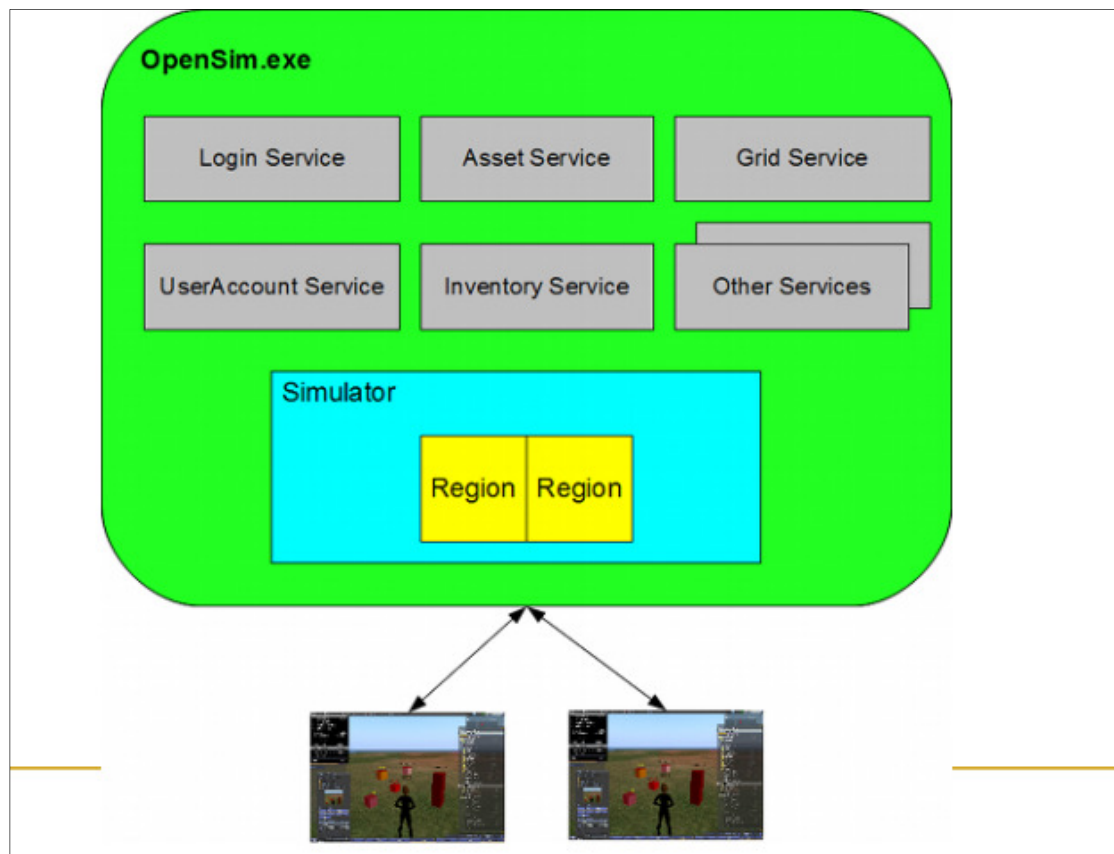 OpenSim.exe
Login Service
Asset Service
Grid Service
UserAccount Service
Inventory Service
Other Services
Simulator
Region
Region